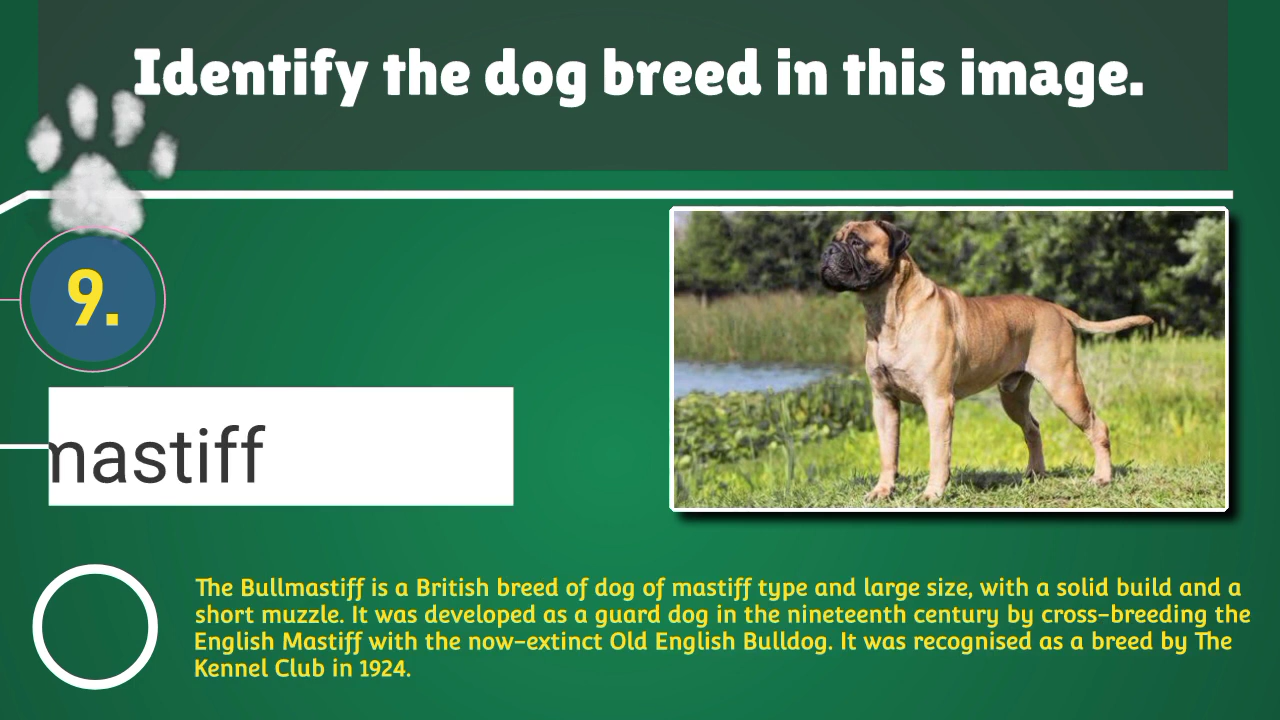 Identify the dog breed in this image.
9.
mastiff
The Bullmastiff is a British breed of dog of mastiff type and large size, with a solid build and a
short muzzle. It was developed as a guard dog in the nineteenth century by cross-breeding the
English Mastiff with the now-extinct Old English Bulldog. It was recognised as a breed by The
Kennel Club in 1924.